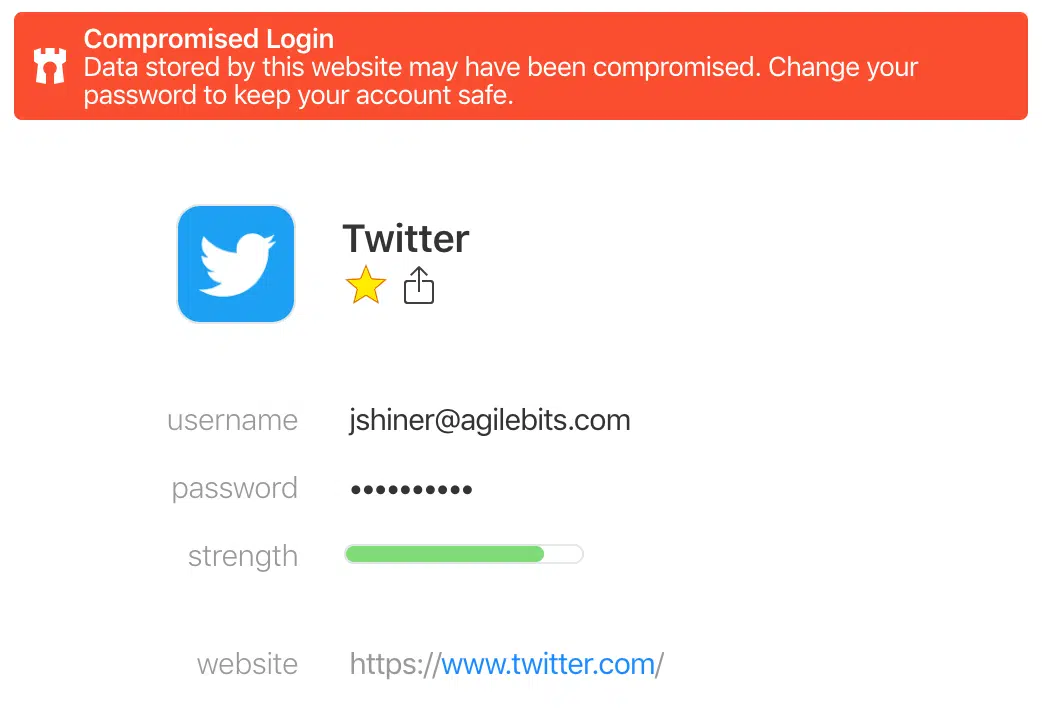 Compromised Login
Data stored by this website may have been compromised. Change your
password to keep your account safe.
Twitter
username jshiner@agilebits.com
password ••••••••••
strength
website https://www.twitter.com/